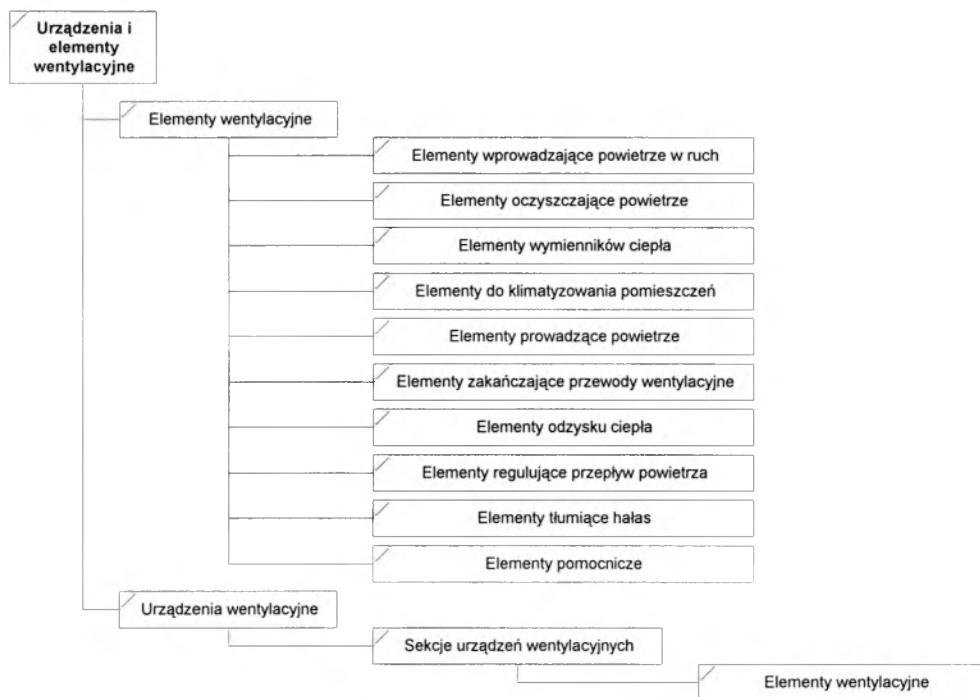 Urządzenia i
elementy
wentylacyjne
Elementy wentylacyjne
Elementy wprowadzające powietrze w ruch
Elementy oczyszczające powietrze
Elementy wymienników ciepła
Elementy do klimatyzowania pomieszczeń
Elementy prowadzące powietrze
Elementy zakańczające przewody wentylacyjne
Elementy odzysku ciepła
Elementy regulujące przepływ powietrza
Elementy tłumiące hałas
Elementy pomocnicze
Urządzenia wentylacyjne
Sekcje urządzeń wentylacyjnych
Elementy wentylacyjne